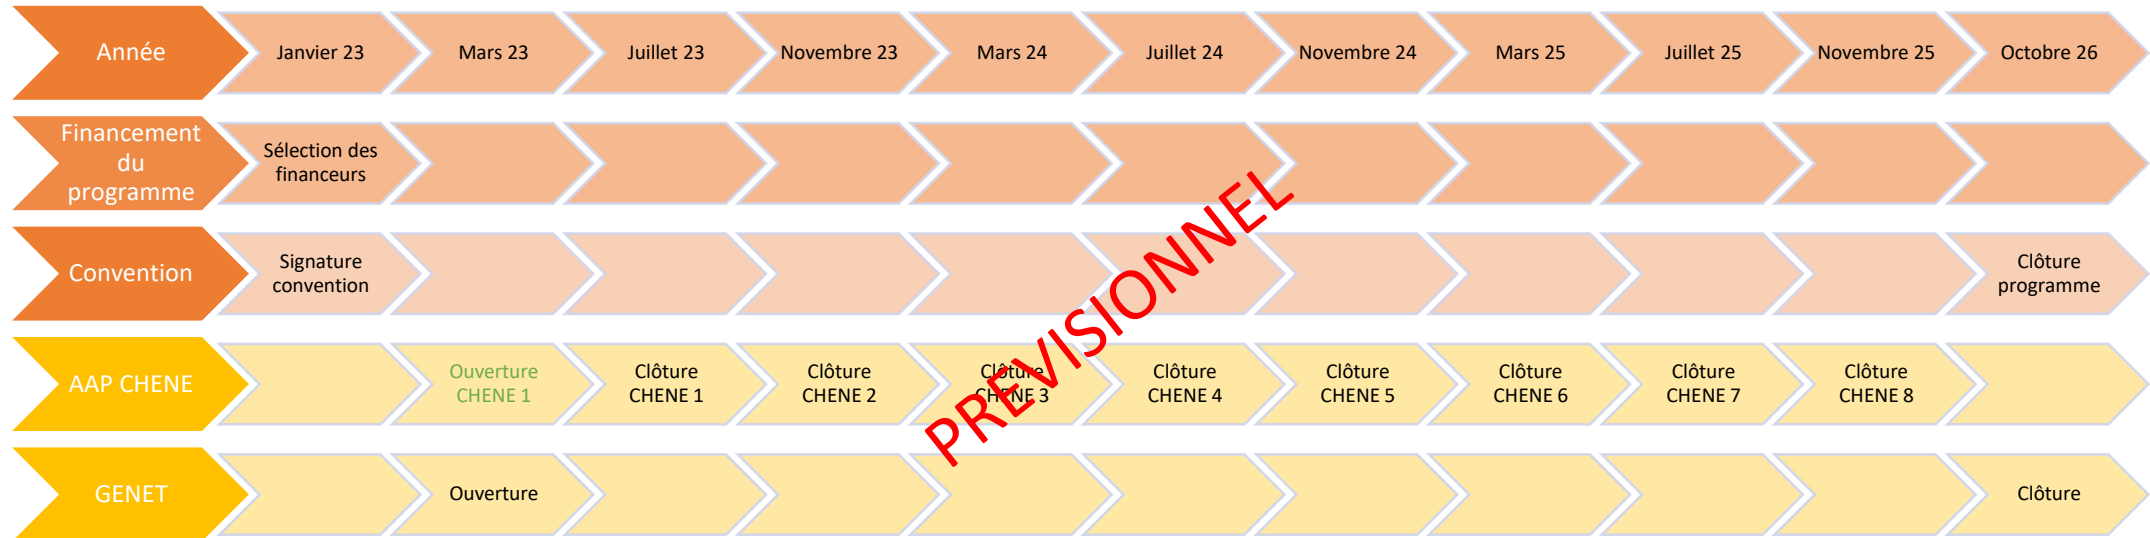 Année
Janvier 23
Mars 23
Juillet 23
Novembre 23
Mars 24
Juillet 24
Novembre 24
Mars 25
Juillet 25
Novembre 25
Octobre 26
Financement
du
programme
Sélection des
financeurs
Convention
Signature
convention
Clôture
programme
AAP CHENE
Ouverture
CHENE 1
Clôture
CHENE 1
Clôture
CHENE 2
Clôture
CHENE 3
Clôture
CHENE 4
Clôture
CHENE 5
Clôture
CHENE 6
Clôture
CHENE 7
Clôture
CHENE 8
GENET
Ouverture
Clôture
PREVISIONNEL